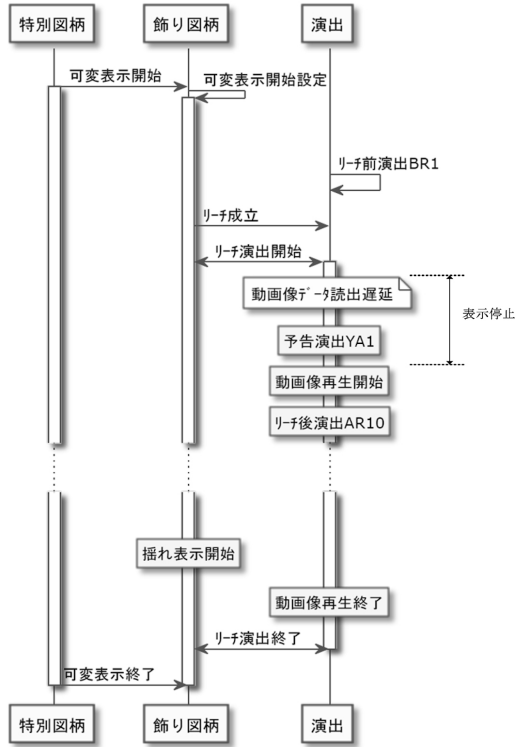 特別図柄
飾り図柄
演出
可変表示開始
可変表示開始設定
ﾘｰﾁ前演出BR1
ﾘｰﾁ成立
ﾘｰﾁ演出開始
動画像ﾃﾞｰﾀ読出遅延
表示停止
予告演出YA1
動画像再生開始
ﾘｰﾁ後演出AR10
揺れ表示開始
動画像再生終了
ﾘｰﾁ演出終了
可変表示終了
特別図柄
飾り図柄
演出